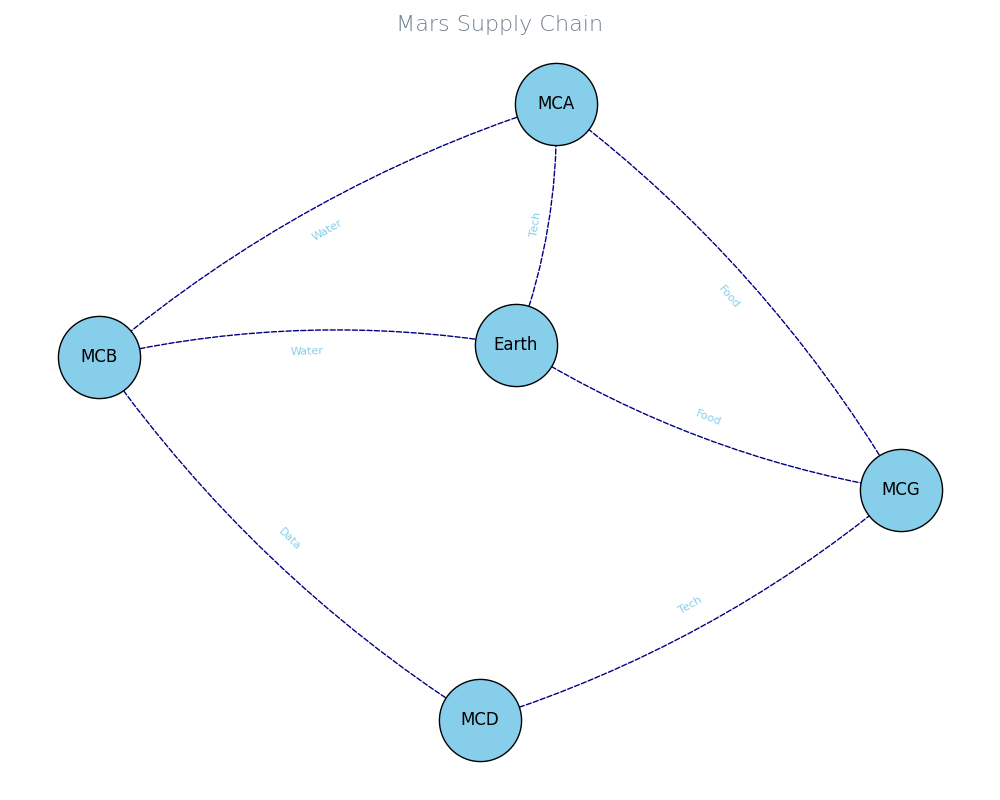 Mars Supply Chain
MCA
Water
Tech
Food
Earth
MCB
Water
Food
MCG
Data
Tech
MCD